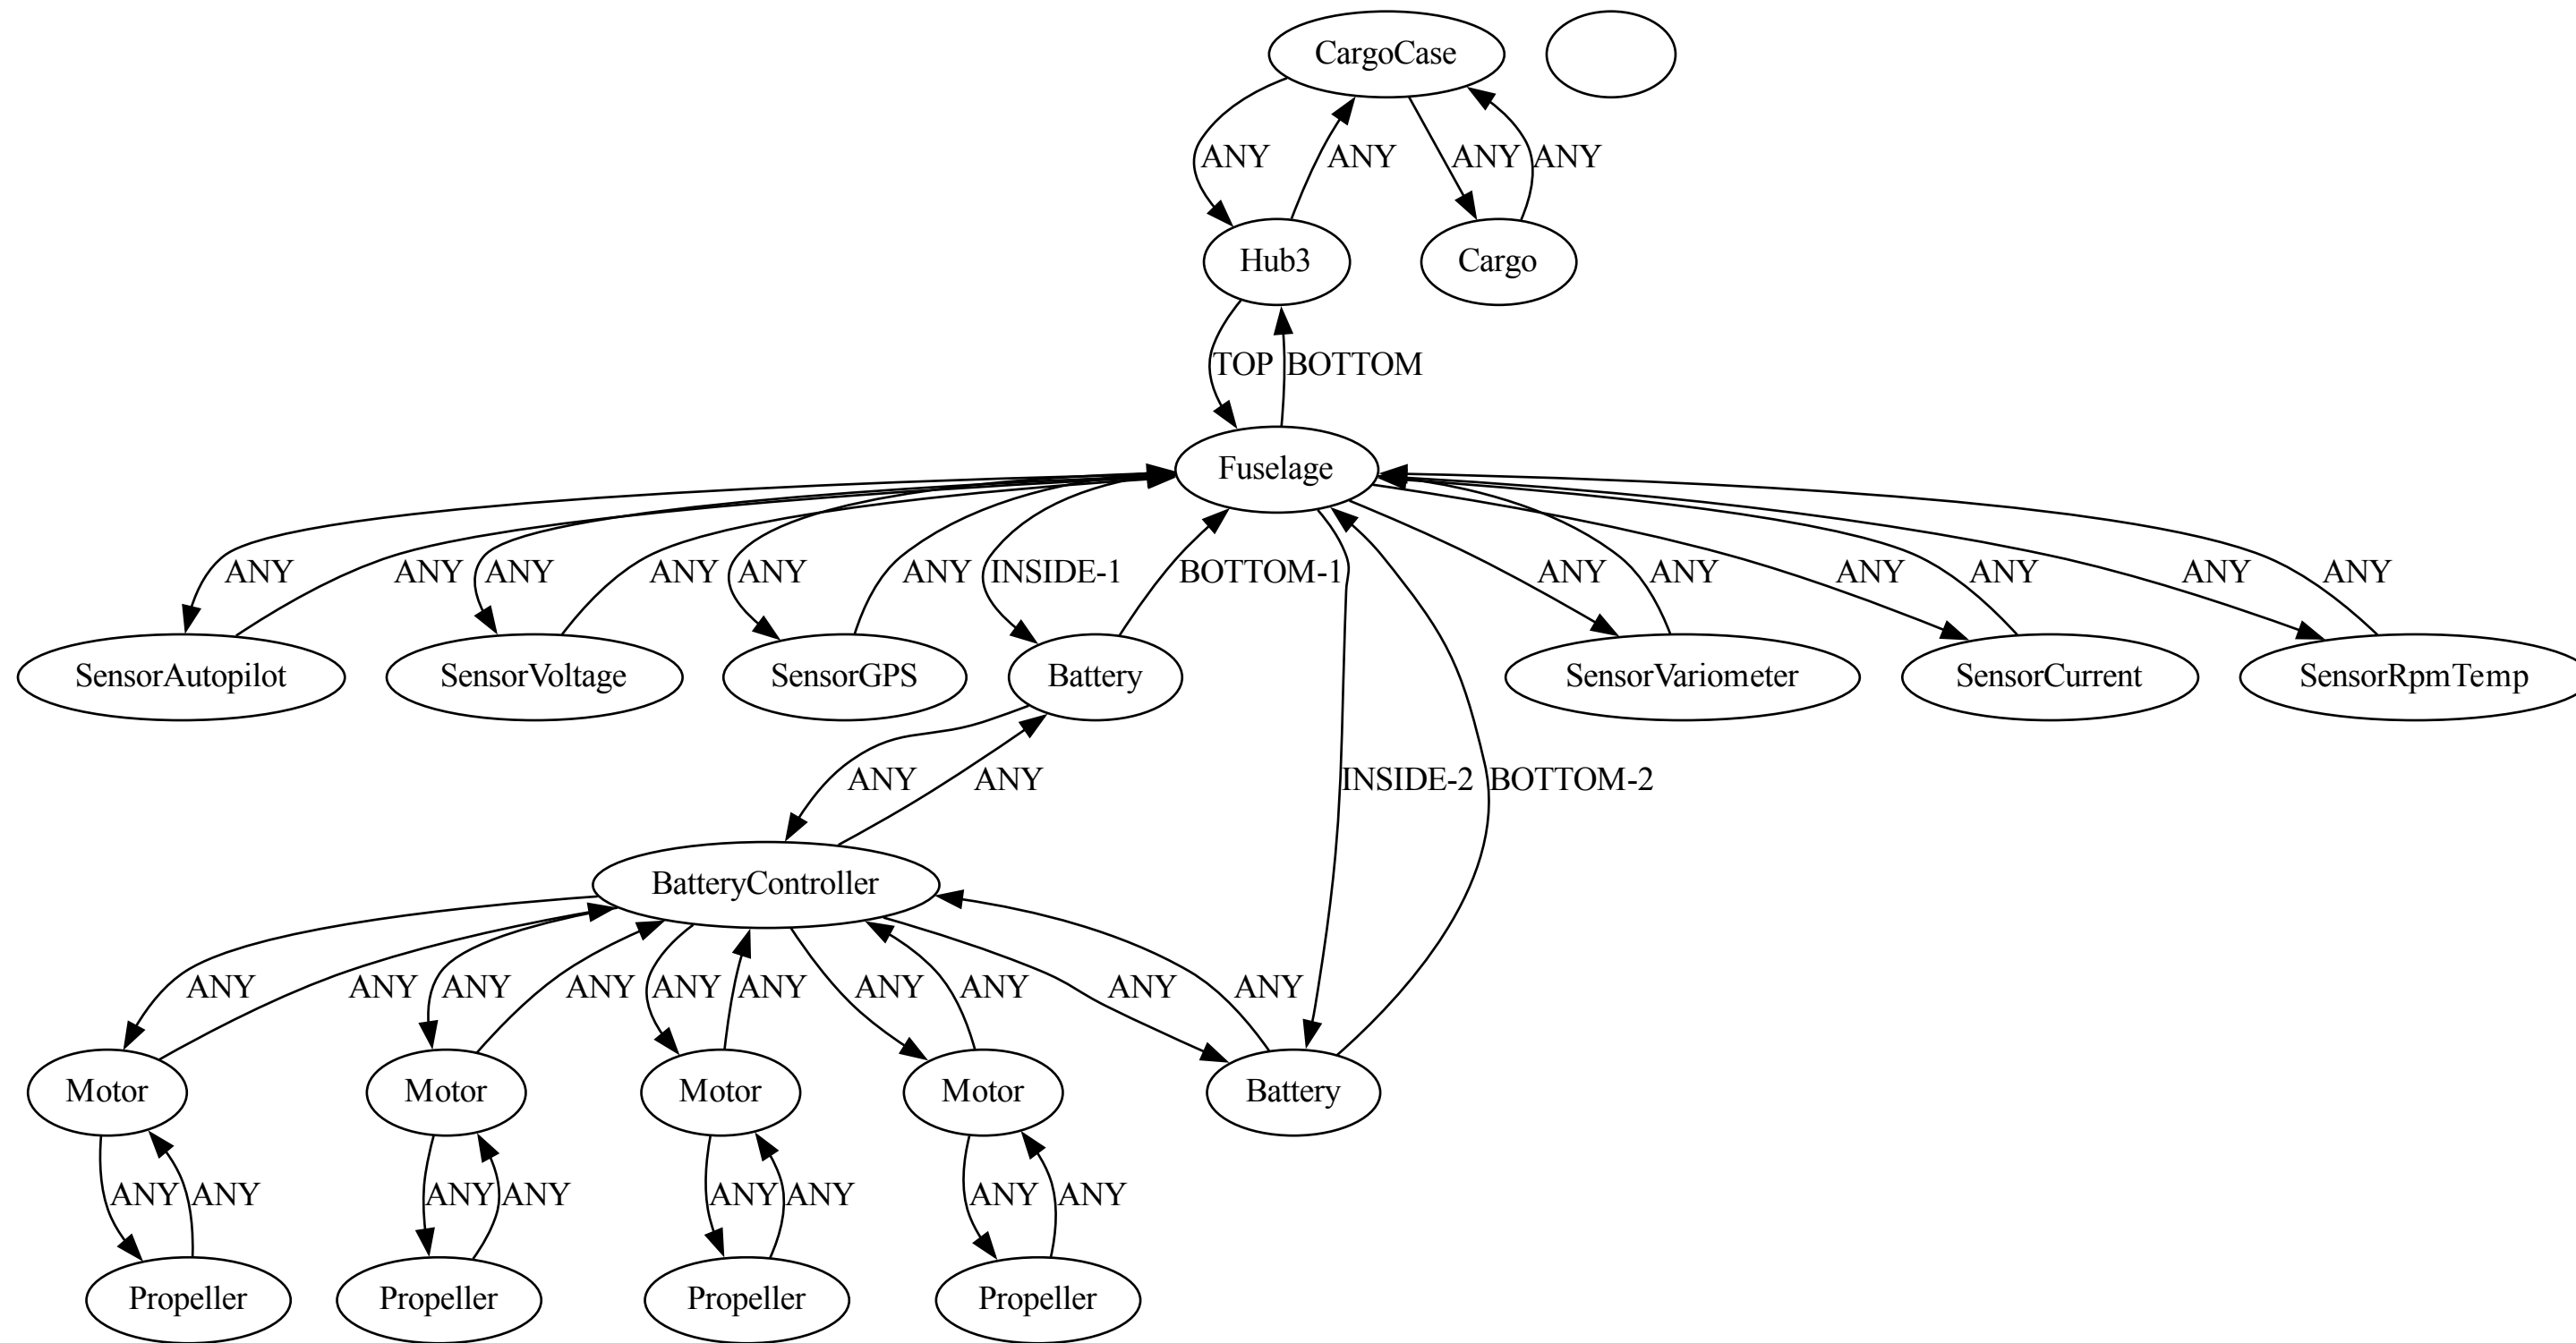 CargoCase
ANY
ANY
ANY
ANY
Hub3
Cargo
TOP
BOTTOM
Fuselage
ANY
ANY
ANY
ANY
ANY
ANY
INSIDE-1
BOTTOM-1
ANY
ANY
ANY
ANY
ANY
ANY
SensorAutopilot
SensorVoltage
SensorGPS
Battery
SensorVariometer
SensorCurrent
SensorRpmTemp
ANY
ANY
INSIDE-2
BOTTOM-2
BatteryController
ANY
ANY
ANY
ANY
ANY
ANY
ANY
ANY
ANY
ANY
Motor
Motor
Motor
Motor
Battery
ANY
ANY
ANY
ANY
ANY
ANY
ANY
ANY
Propeller
Propeller
Propeller
Propeller